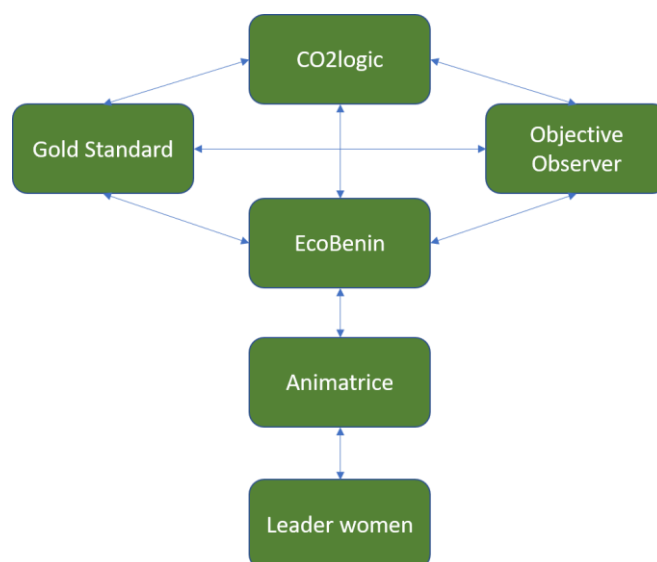 CO2logic
Gold Standard
Objective
Observer
EcoBenin
Animatrice
Leader women